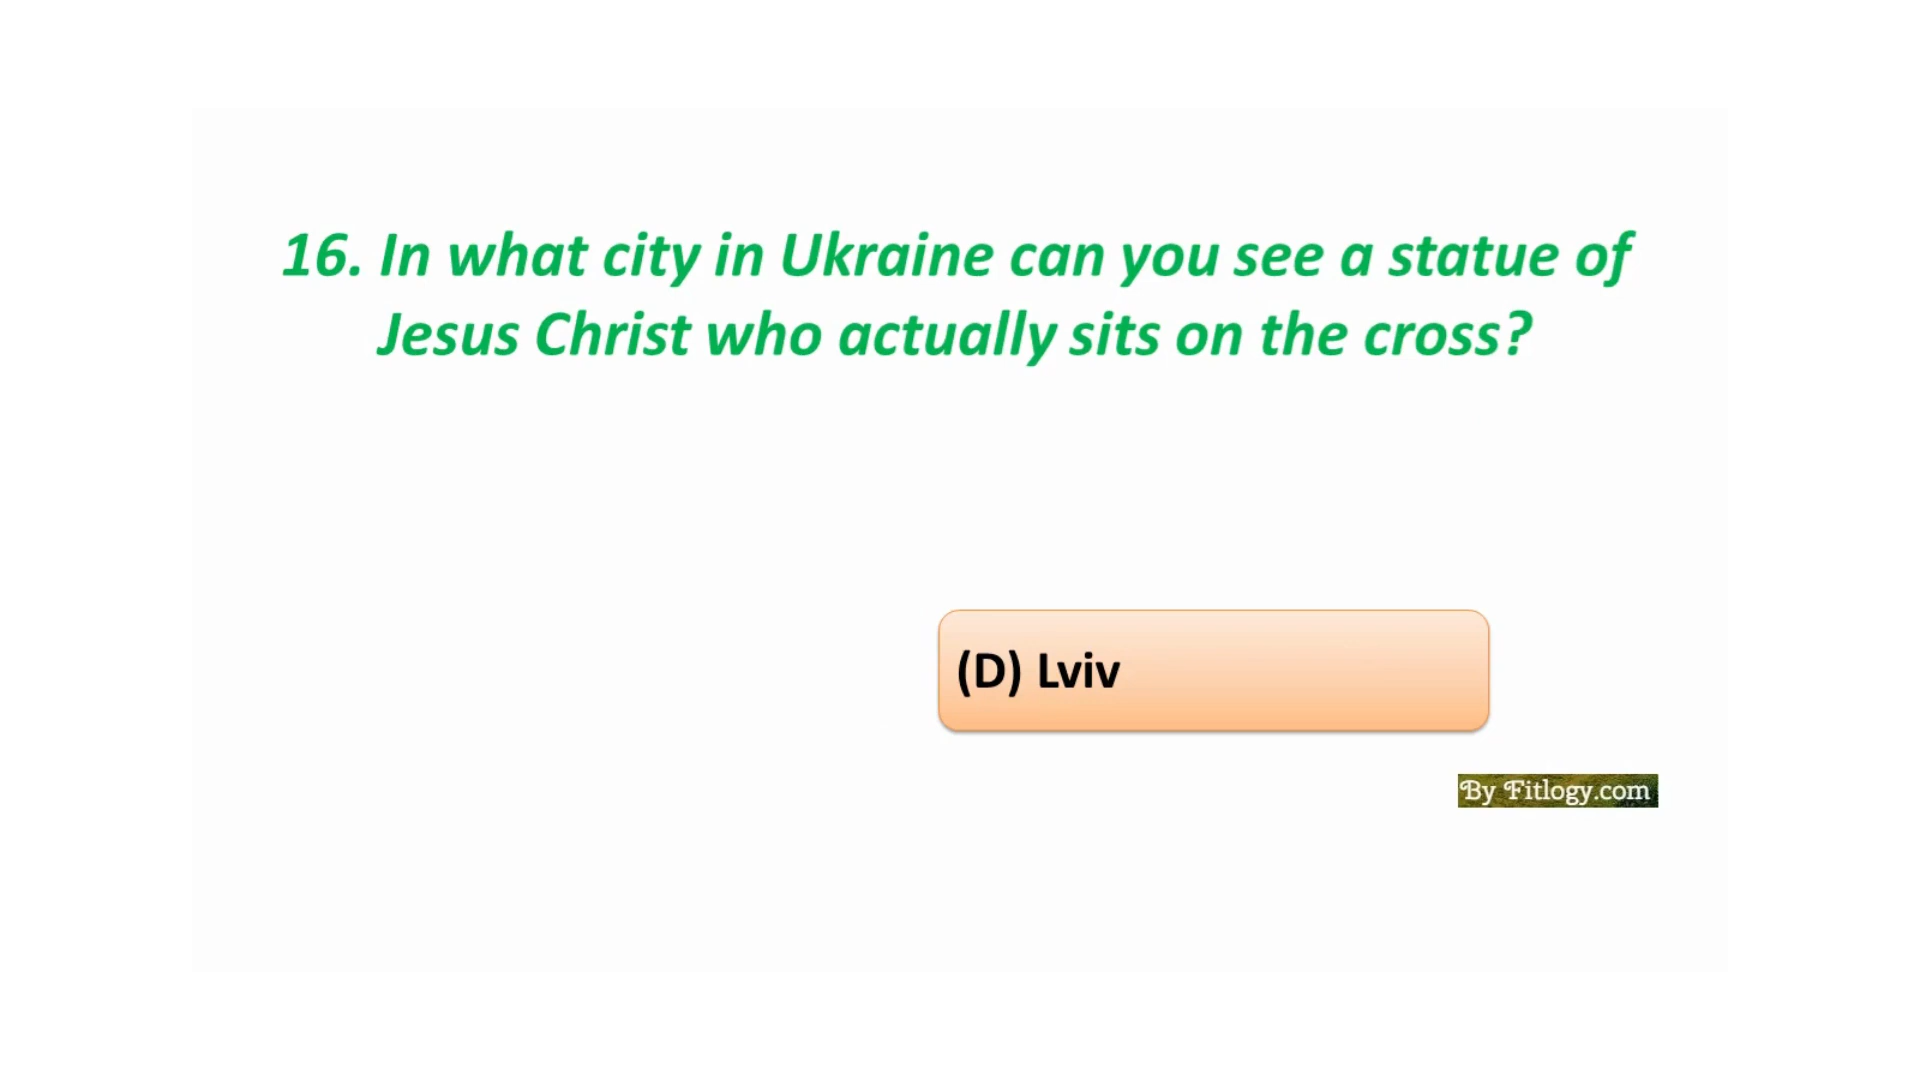 16. In what city in Ukraine can you see a statue of
Jesus Christ who actually sits on the cross?
(D) Lviv
By Fitlogy.com